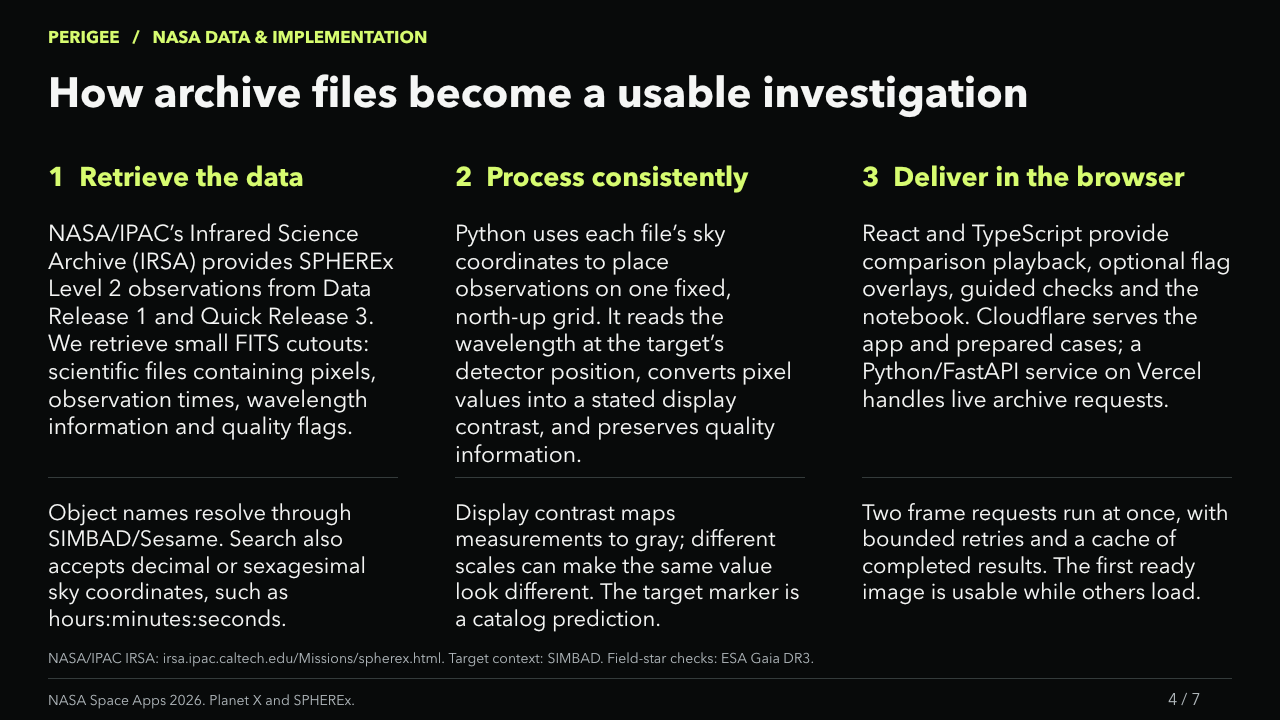 PERIGEE / NASA DATA & IMPLEMENTATION
How archive files become a usable investigation
1 Retrieve the data
NASA/IPAC’s Infrared Science
Archive (IRSA) provides SPHEREx
Level 2 observations from Data
Release 1 and Quick Release 3.
We retrieve small FITS cutouts:
scientific files containing pixels,
observation times, wavelength
information and quality flags.
Object names resolve through
SIMBAD/Sesame. Search also
accepts decimal or sexagesimal
sky coordinates, such as
hours:minutes:seconds.
2 Process consistently
Python uses each file’s sky
coordinates to place
observations on one fixed,
north-up grid. It reads the
wavelength at the target’s
detector position, converts pixel
values into a stated display
contrast, and preserves quality
information.
Display contrast maps
measurements to gray; different
scales can make the same value
look different. The target marker is
a catalog prediction.
3 Deliver in the browser
React and TypeScript provide
comparison playback, optional flag
overlays, guided checks and the
notebook. Cloudflare serves the
app and prepared cases; a
Python/FastAPI service on Vercel
handles live archive requests.
Two frame requests run at once, with
bounded retries and a cache of
completed results. The first ready
image is usable while others load.
NASA/IPAC IRSA: irsa.ipac.caltech.edu/Missions/spherex.html. Target context: SIMBAD. Field-star checks: ESA Gaia DR3.
NASA Space Apps 2026. Planet X and SPHEREx.
4 / 7